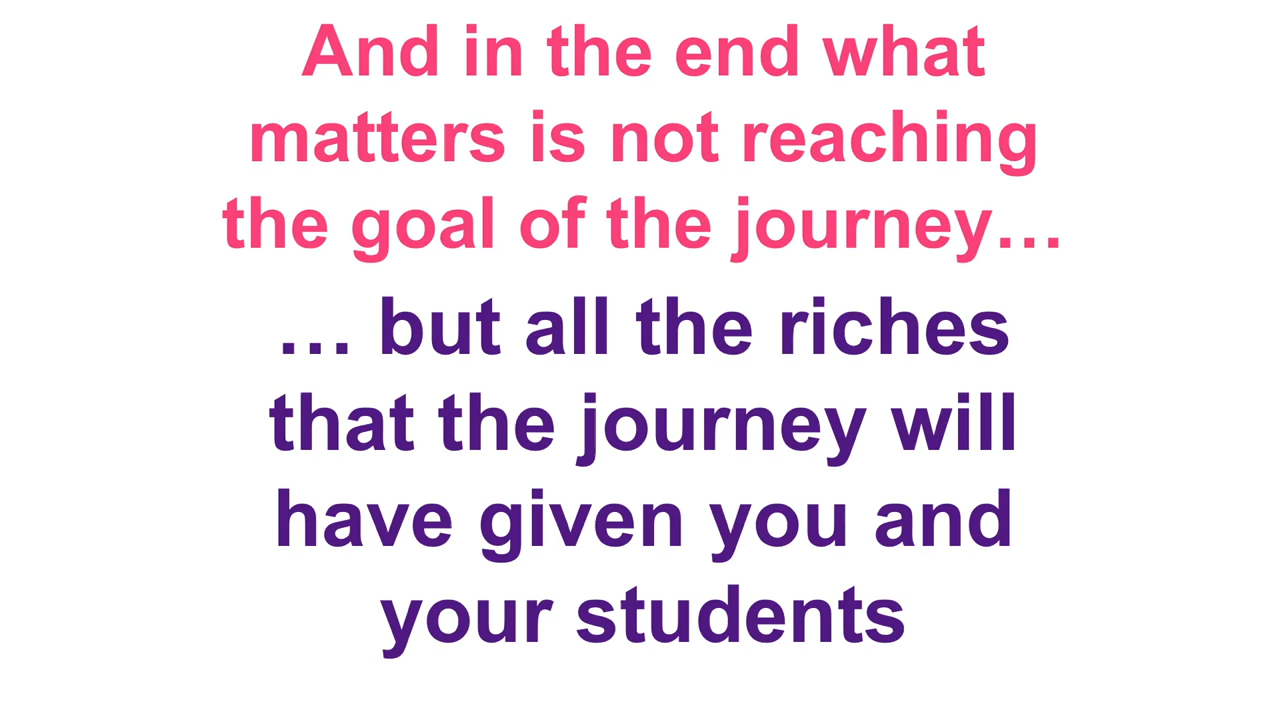 And in the end what
matters is not reaching
the goal of the journey…
… but all the riches
that the journey will
have given you and
your students